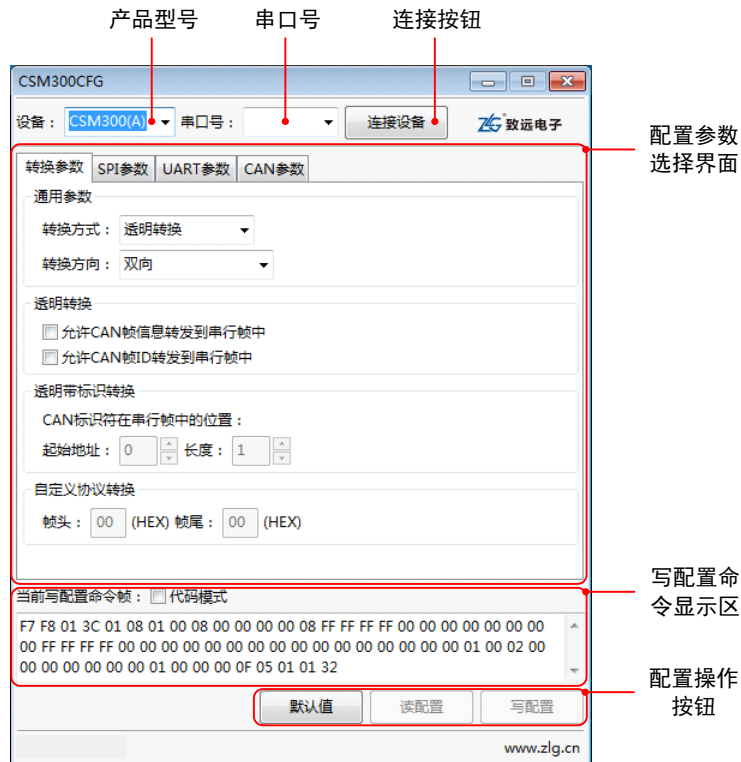 产品型号 串口号 连接按钮
CSM300CFG
设备： CSM300(A) 串口号： 连接设备 ZLG 致远电子
配置参数
选择界面
转换参数 SPI参数 UART参数 CAN参数
通用参数
转换方式： 透明转换
转换方向： 双向
透明转换
允许CAN帧信息转发到串行帧中
允许CAN帧ID转发到串行帧中
透明带标识转换
CAN标识符在串行帧中的位置：
起始地址： 0 长度： 1
自定义协议转换
帧头： 00 (HEX) 帧尾： 00 (HEX)
写配置命
令显示区
当前写配置命令帧： 代码模式
F7 F8 01 3C 01 08 01 00 08 00 00 00 00 08 FF FF FF FF 00 00 00 00 00 00 00 00
00 FF FF FF FF 00 00 00 00 00 00 00 00 00 00 00 00 00 00 00 00 01 00 02 00
00 00 00 00 00 00 01 00 00 00 0F 05 01 01 32
配置操作
按钮
默认值 读配置 写配置
www.zlg.cn